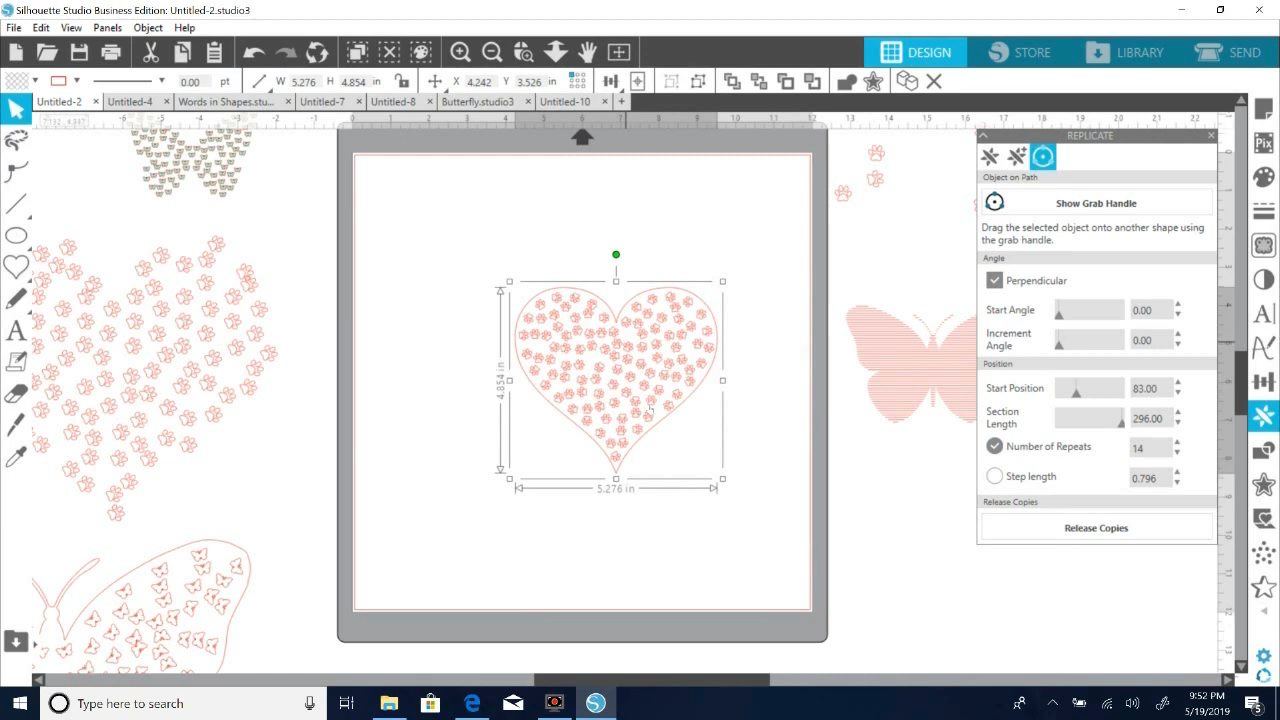 Silhouette Studio Business Edition: Untitled-2.studio3
File Edit View Panels Object Help
DESIGN STORE LIBRARY SEND
0.00 pt W 5.276 H 4.854 in X 4.242 Y 3.526 in
Untitled-2 Untitled-4 Words in Shapes.stu... Untitled-7 Untitled-8 Butterfly.studio3 Untitled-10
REPLICATE
Object on Path
Show Grab Handle
Drag the selected object onto another shape using
the grab handle.
Angle
Perpendicular
Start Angle 0.00
Increment
Angle 0.00
Position
Start Position 83.00
Section
Length 296.00
Number of Repeats 14
Step length 0.796
Release Copies
Release Copies
4.854 in
5.276 in
Pix
Type here to search
9:52 PM
5/19/2019